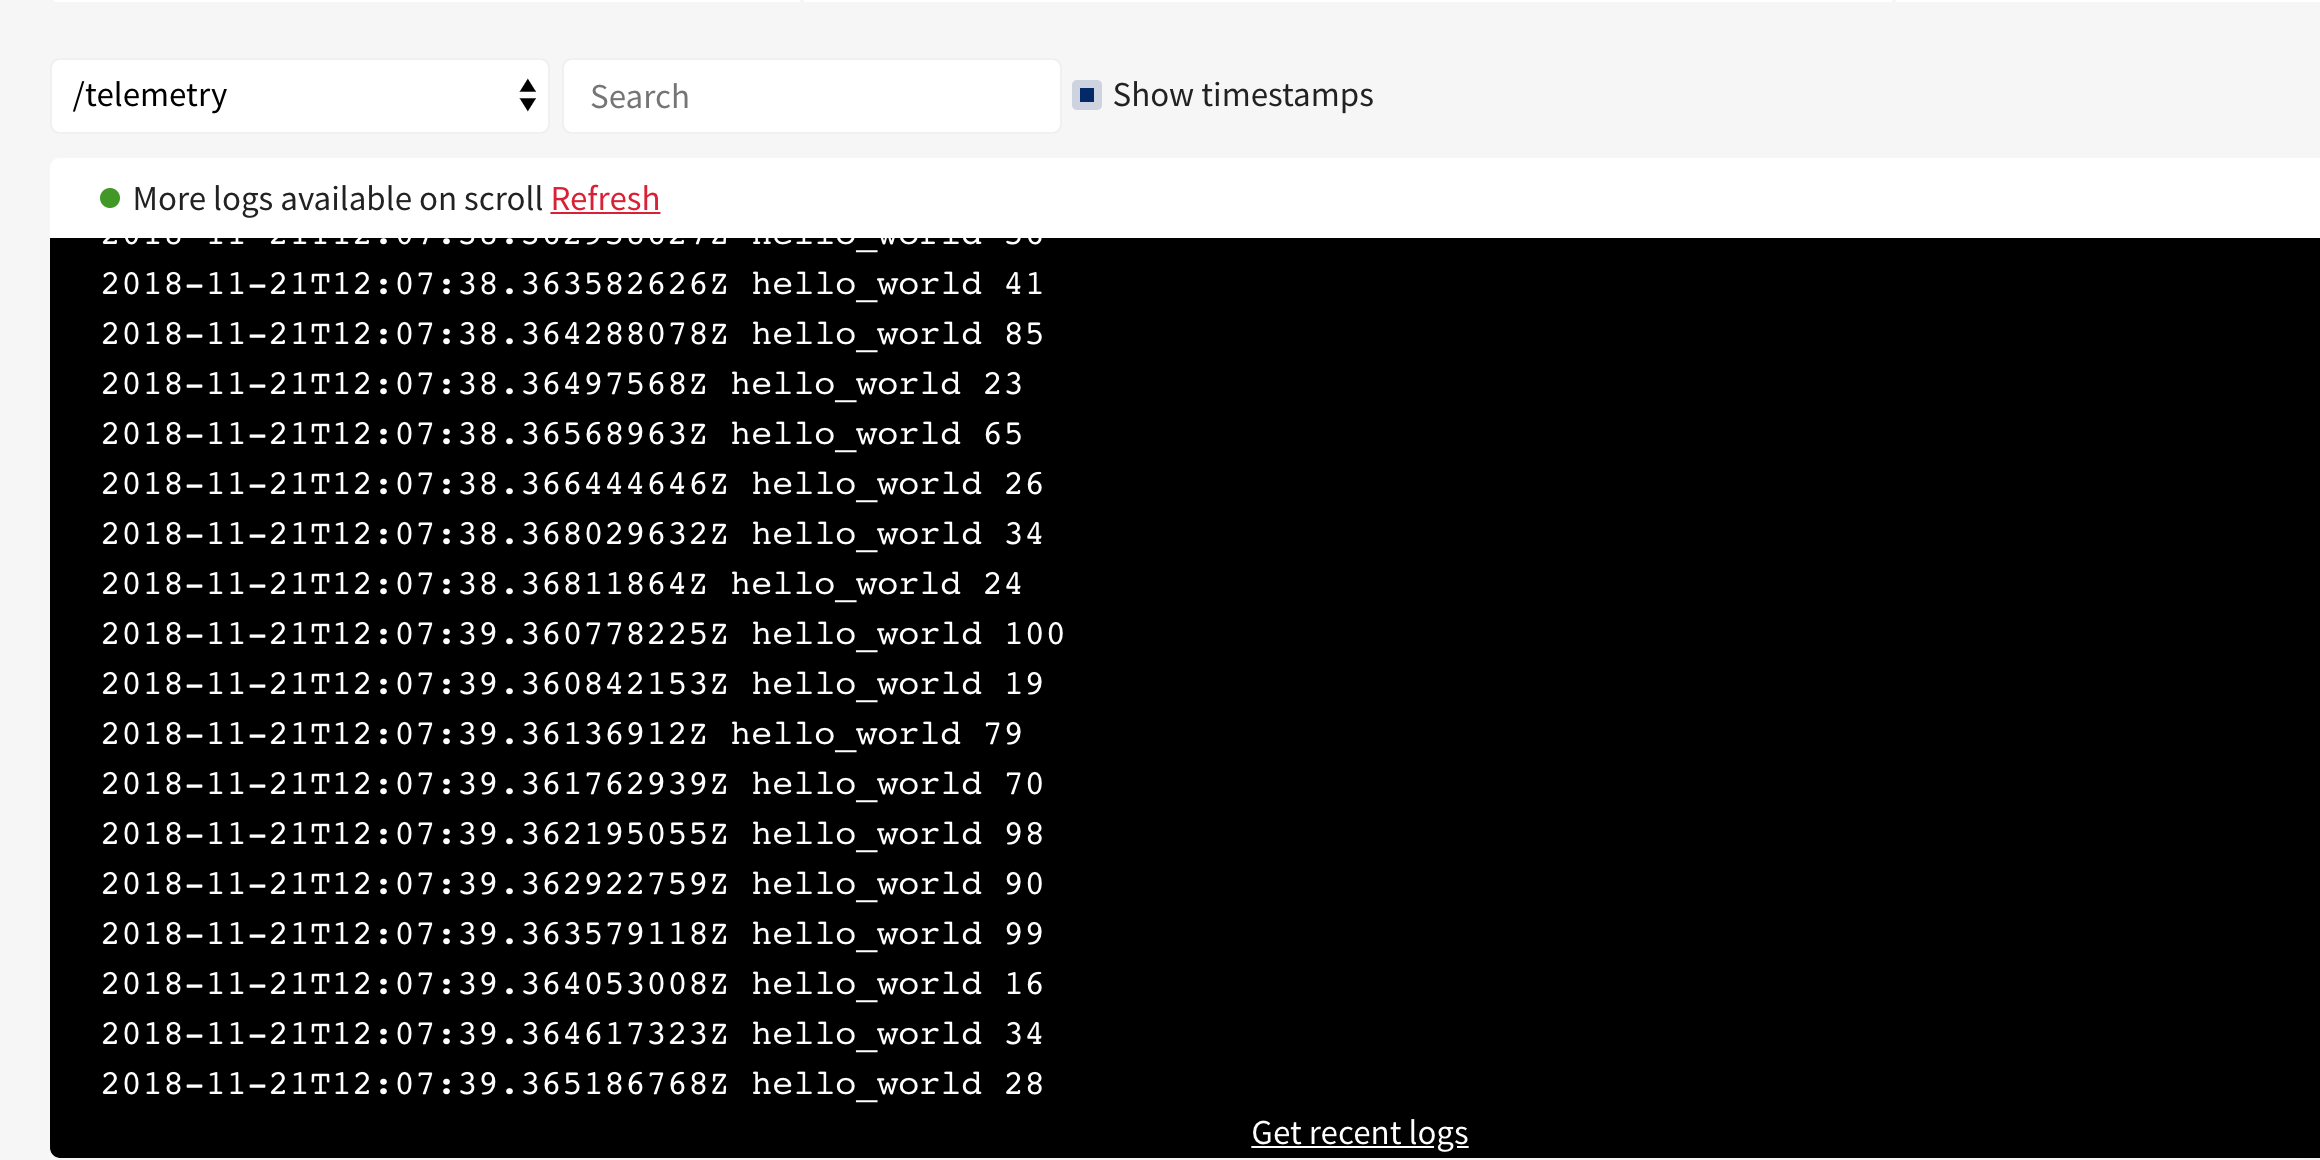 /telemetry
Search
Show timestamps
More logs available on scroll Refresh
hello_world
2018-11-21T12:07:38.363582626Z hello_world 41
2018-11-21T12:07:38.364288078Z hello_world 85
2018-11-21T12:07:38.36497568Z hello_world 23
2018-11-21T12:07:38.36568963Z hello_world 65
2018-11-21T12:07:38.366444646Z hello_world 26
2018-11-21T12:07:38.368029632Z hello_world 34
2018-11-21T12:07:38.36811864Z hello_world 24
2018-11-21T12:07:39.360778225Z hello_world 100
2018-11-21T12:07:39.360842153Z hello_world 19
2018-11-21T12:07:39.36136912Z hello_world 79
2018-11-21T12:07:39.361762939Z hello_world 70
2018-11-21T12:07:39.362195055Z hello_world 98
2018-11-21T12:07:39.362922759Z hello_world 90
2018-11-21T12:07:39.363579118Z hello_world 99
2018-11-21T12:07:39.364053008Z hello_world 16
2018-11-21T12:07:39.364617323Z hello_world 34
2018-11-21T12:07:39.365186768Z hello_world 28
Get recent logs